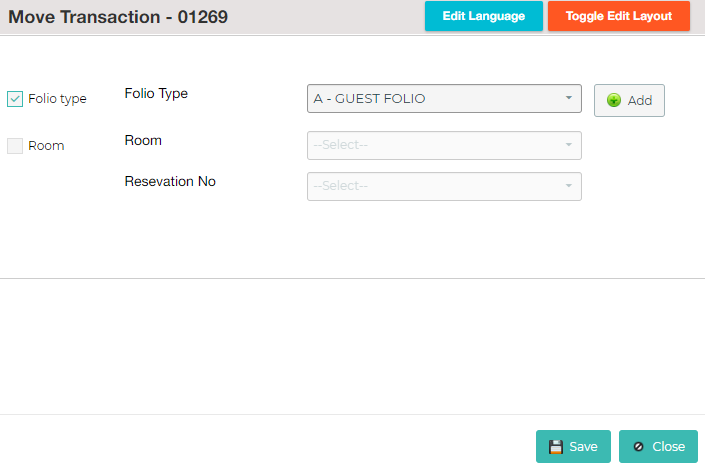 Move Transaction - 01269 Edit Language Toggle Edit Layout
Folio type Folio Type A - GUEST FOLIO Add
Room Room --Select--
Resevation No --Select--
Save Close